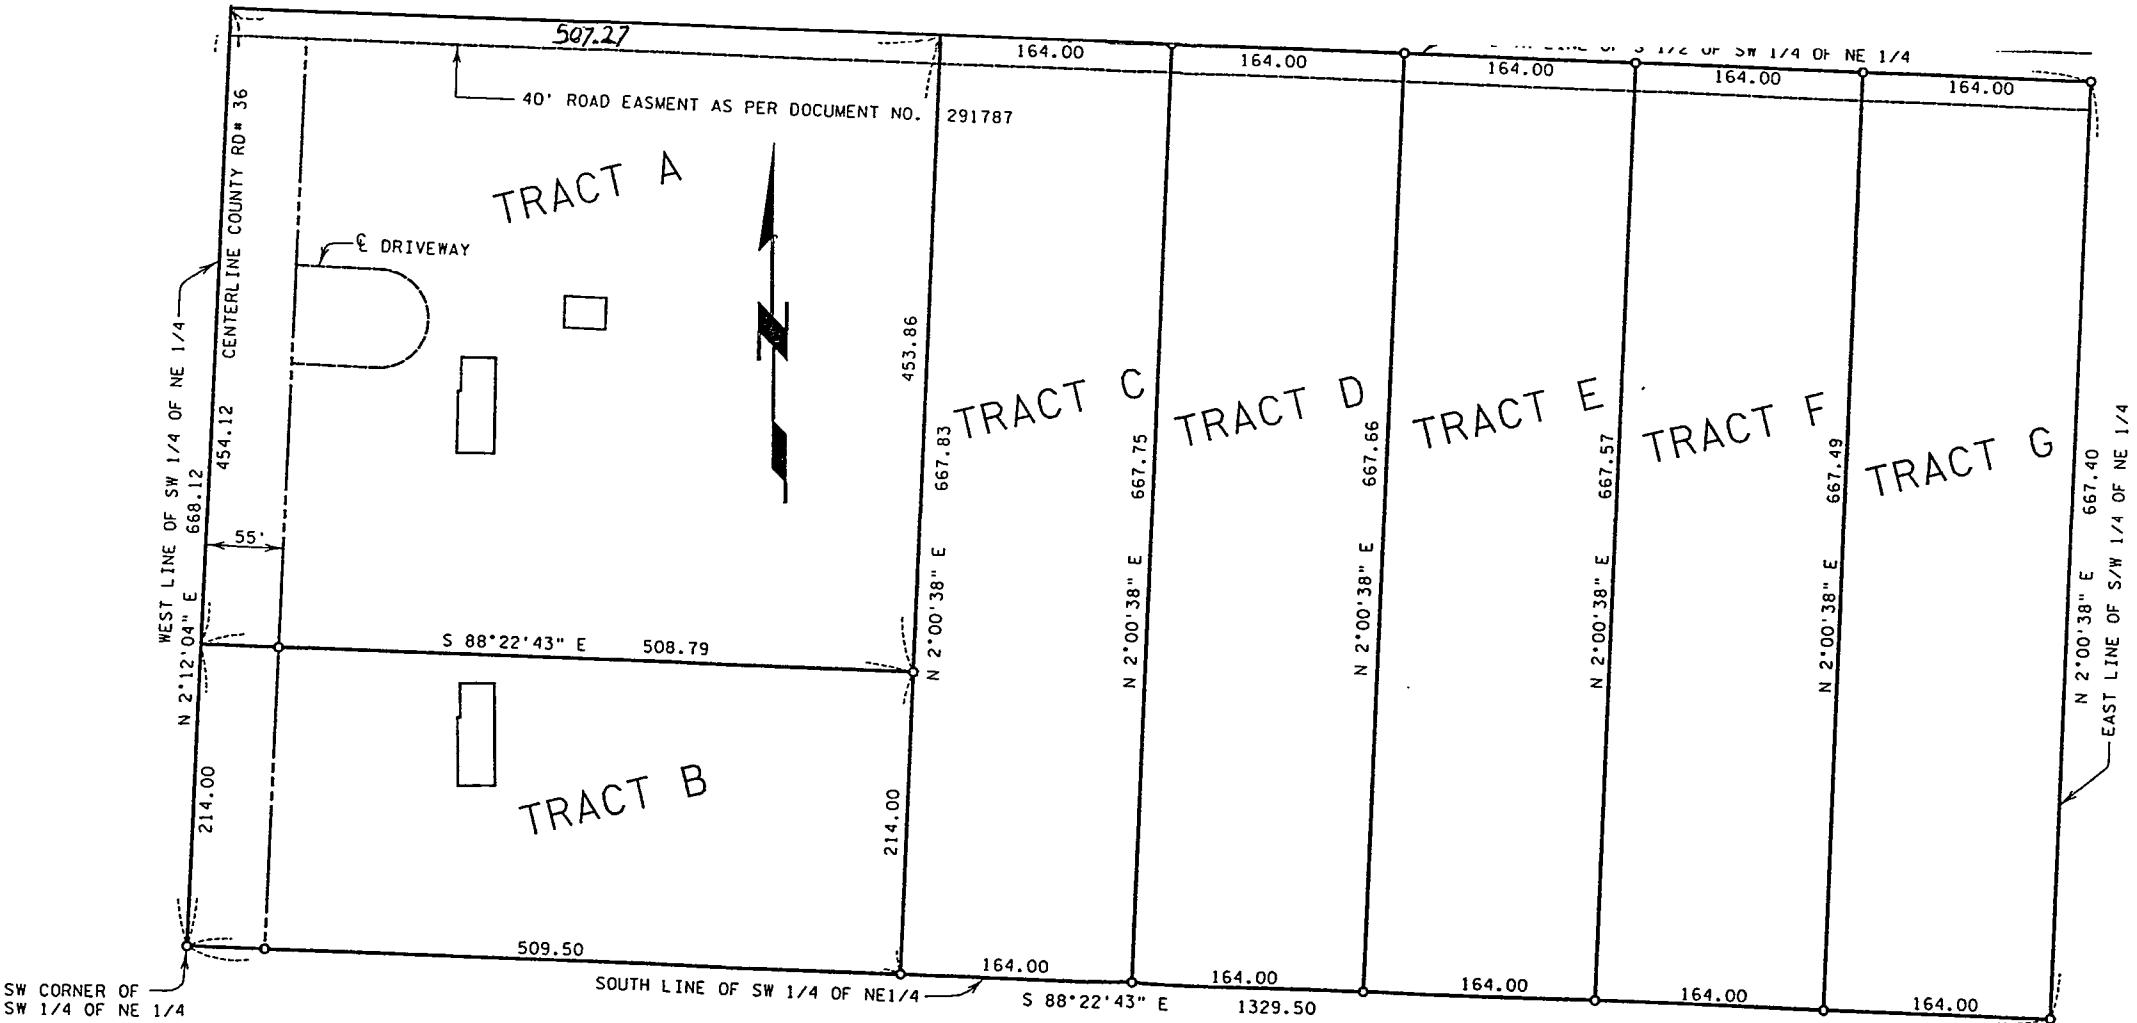 507.27
164.00
164.00
164.00
164.00
164.00
LINE OF S 1/2 OF SW 1/4 OF NE 1/4
40' ROAD EASMENT AS PER DOCUMENT NO. 291787
CENTERLINE COUNTY RD# 36
TRACT A
℄ DRIVEWAY
WEST LINE OF SW 1/4 OF NE 1/4
454.12
N 2°12'04" E 668.12
55'
453.86
N 2°00'38" E 667.83
TRACT C
N 2°00'38" E 667.75
TRACT D
N 2°00'38" E 667.66
TRACT E
N 2°00'38" E 667.57
TRACT F
N 2°00'38" E 667.49
TRACT G
N 2°00'38" E 667.40
EAST LINE OF S/W 1/4 OF NE 1/4
S 88°22'43" E 508.79
214.00
TRACT B
214.00
509.50
164.00
164.00
164.00
164.00
164.00
SOUTH LINE OF SW 1/4 OF NE1/4
S 88°22'43" E 1329.50
SW CORNER OF
SW 1/4 OF NE 1/4
N